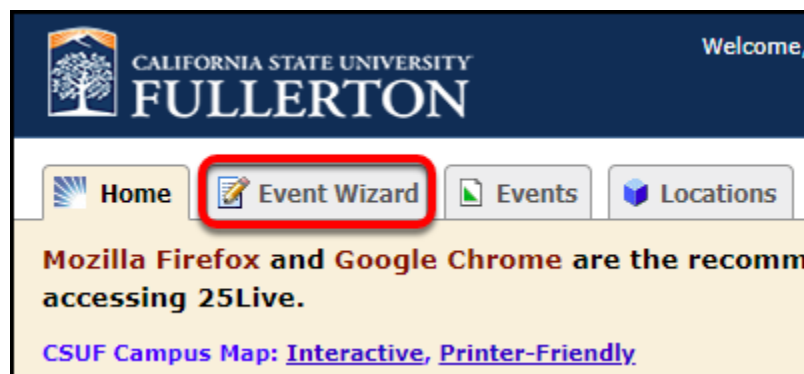 Welcome,
CALIFORNIA STATE UNIVERSITY
FULLERTON
Home Event Wizard Events Locations
Mozilla Firefox and Google Chrome are the recomm
accessing 25Live.
CSUF Campus Map: Interactive, Printer-Friendly